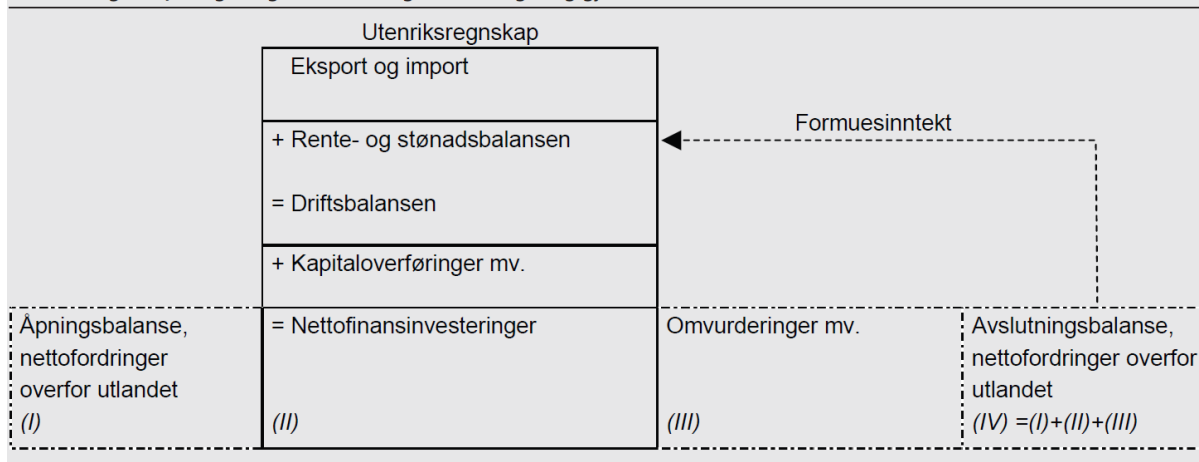 Utenriksregnskap
Eksport og import
+ Rente- og stønadsbalansen
Formuesinntekt
= Driftsbalansen
+ Kapitaloverføringer mv.
Åpningsbalanse,
nettofordringer
overfor utlandet
(I)
= Nettofinansinvesteringer
(II)
Omvurderinger mv.
(III)
Avslutningsbalanse,
nettofordringer overfor
utlandet
(IV) =(I)+(II)+(III)